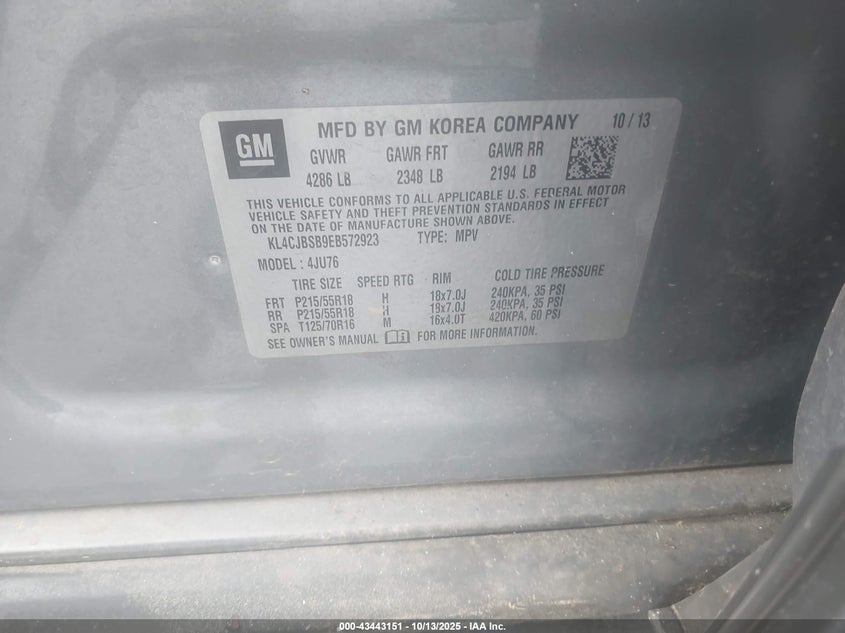 GM
MFD BY GM KOREA COMPANY 10 / 13
GVWR GAWR FRT GAWR RR
4286 LB 2348 LB 2194 LB
THIS VEHICLE CONFORMS TO ALL APPLICABLE U.S. FEDERAL MOTOR
VEHICLE SAFETY AND THEFT PREVENTION STANDARDS IN EFFECT
ON THE DATE OF MANUFACTURE SHOWN ABOVE.
KL4CJBSB9EB572923 TYPE: MPV
MODEL : 4JU76
TIRE SIZE SPEED RTG RIM COLD TIRE PRESSURE
FRT P215/55R18 H 18x7.0J 240KPA, 35 PSI
RR P215/55R18 H 18x7.0J 240KPA, 35 PSI
SPA T125/70R16 M 16x4.0T 420KPA, 60 PSI
SEE OWNER'S MANUAL FOR MORE INFORMATION.
000-43443151 - 10/13/2025 - IAA Inc.